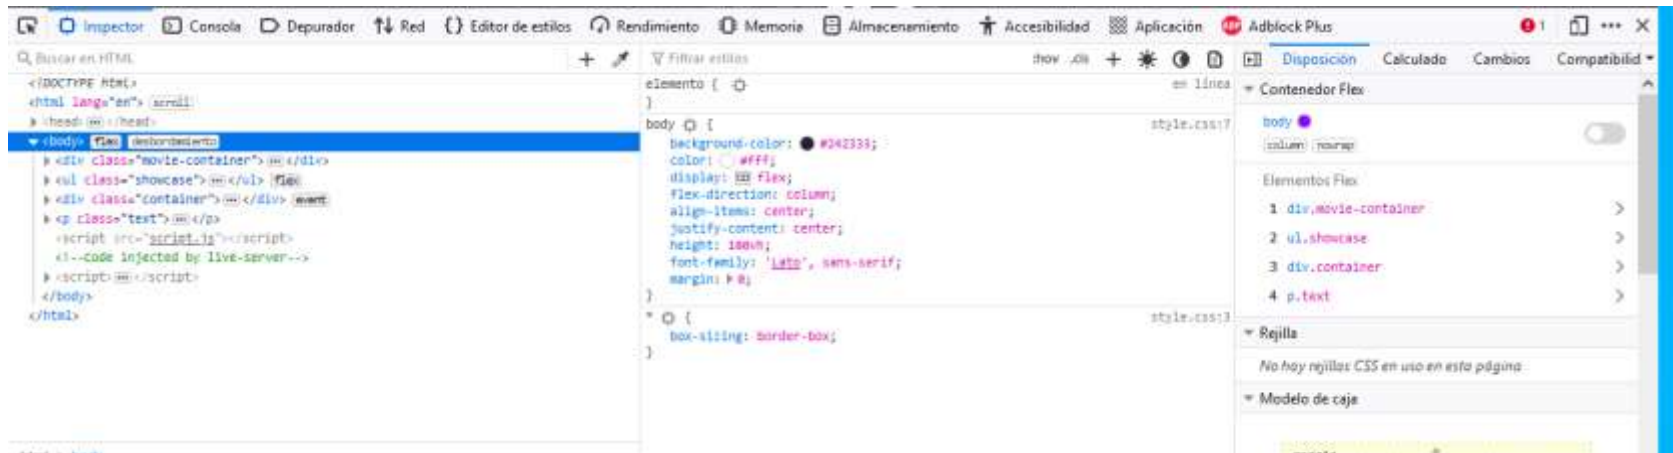 Inspector Consola Depurador Red Editor de estilos Rendimiento Memoria Almacenamiento Accesibilidad Aplicación Adblock Plus 1
Buscar en HTML
<!DOCTYPE html>
<html lang="en"> scroll
<head> </head>
<body> flex desbordamiento
<div class="movie-container"> </div>
<ul class="showcase"> </ul> flex
<div class="container"> </div> event
<p class="text"> </p>
<script src="script.js"></script>
<!--code injected by live-server-->
<script> </script>
</body>
</html>
Filtrar estilos :hov .cls
elemento { en línea
}
body { style.css:7
background-color: #242333;
color: #fff;
display: flex;
flex-direction: column;
align-items: center;
justify-content: center;
height: 100vh;
font-family: 'Lato', sans-serif;
margin: 0;
}
* { style.css:3
box-sizing: border-box;
}
Disposición Calculado Cambios Compatibilid
Contenedor Flex
body
column nowrap
Elementos Flex
1 div.movie-container
2 ul.showcase
3 div.container
4 p.text
Rejilla
No hay rejillas CSS en uso en esta página
Modelo de caja